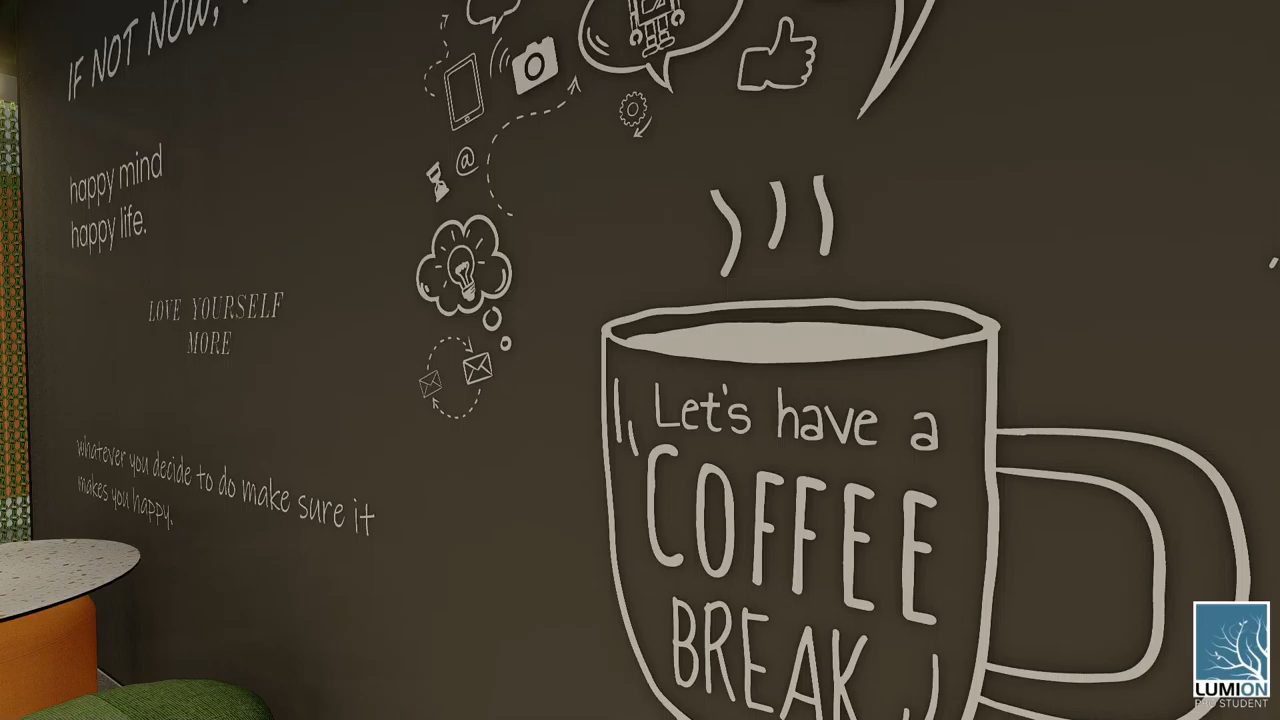 IF NOT NOW,
happy mind
happy life.
LOVE YOURSELF
MORE
whatever you decide to do make sure it
makes you happy.
@
Let's have a
COFFEE
BREAK
LUMION
PRO STUDENT